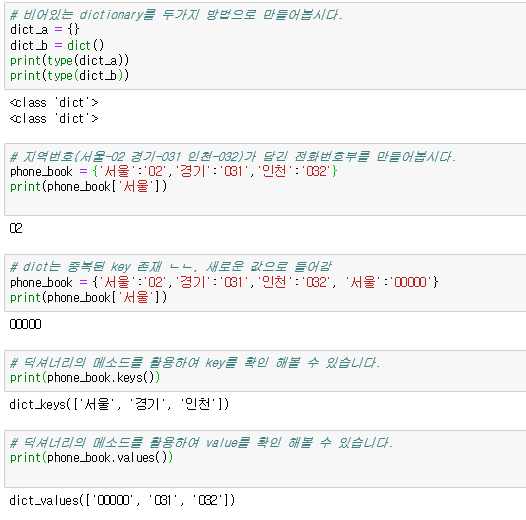 # 비어있는 dictionary를 두가지 방법으로 만들어봅시다.
dict_a = {}
dict_b = dict()
print(type(dict_a))
print(type(dict_b))
<class 'dict'>
<class 'dict'>
# 지역번호(서울-02 경기-031 인천-032)가 담긴 전화번호부를 만들어봅시다.
phone_book = {'서울':'02','경기':'031','인천':'032'}
print(phone_book['서울'])
02
# dict는 중복된 key 존재 ㄴㄴ, 새로운 값으로 들어감
phone_book = {'서울':'02','경기':'031','인천':'032', '서울':'00000'}
print(phone_book['서울'])
00000
# 딕셔너리의 메소드를 활용하여 key를 확인 해볼 수 있습니다.
print(phone_book.keys())
dict_keys(['서울', '경기', '인천'])
# 딕셔너리의 메소드를 활용하여 value를 확인 해볼 수 있습니다.
print(phone_book.values())
dict_values(['00000', '031', '032'])